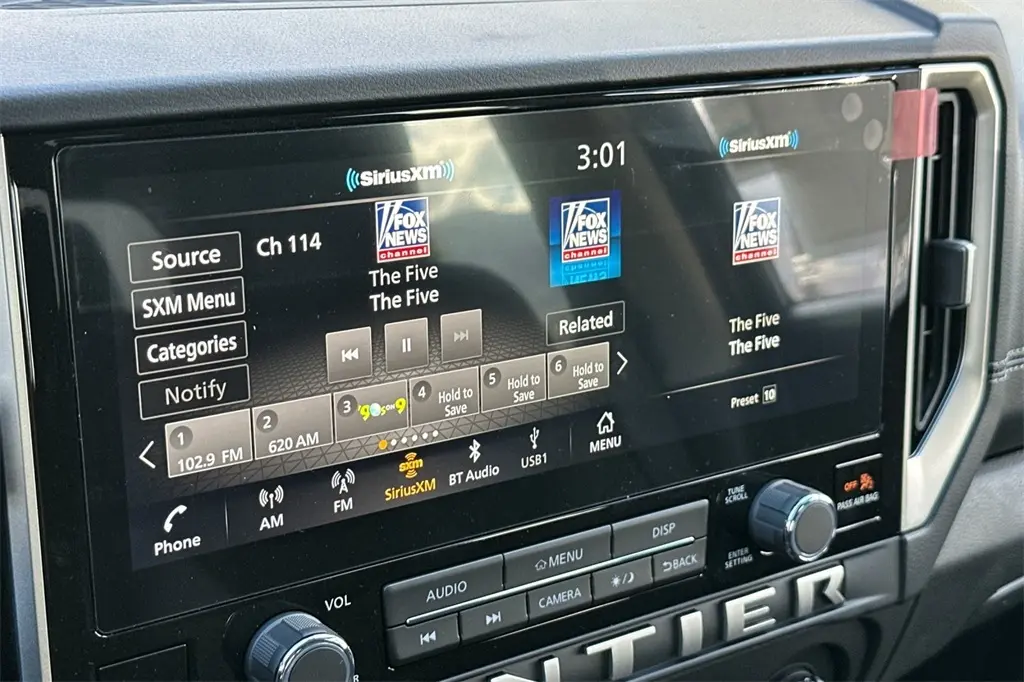 SiriusXM
3:01
SiriusXM
Source
Ch 114
FOX
NEWS
channel
FOX
NEWS
channel
FOX
NEWS
channel
SXM Menu
The Five
The Five
Categories
Related
The Five
The Five
Notify
1
102.9 FM
2
620 AM
3
4
Hold to
Save
5
Hold to
Save
6
Hold to
Save
Preset 10
Phone
AM
FM
sxm
SiriusXM
BT Audio
USB1
MENU
TUNE
SCROLL
OFF
PASS AIR BAG
ENTER
SETTING
VOL
AUDIO
MENU
DISP
CAMERA
BACK
NTIER